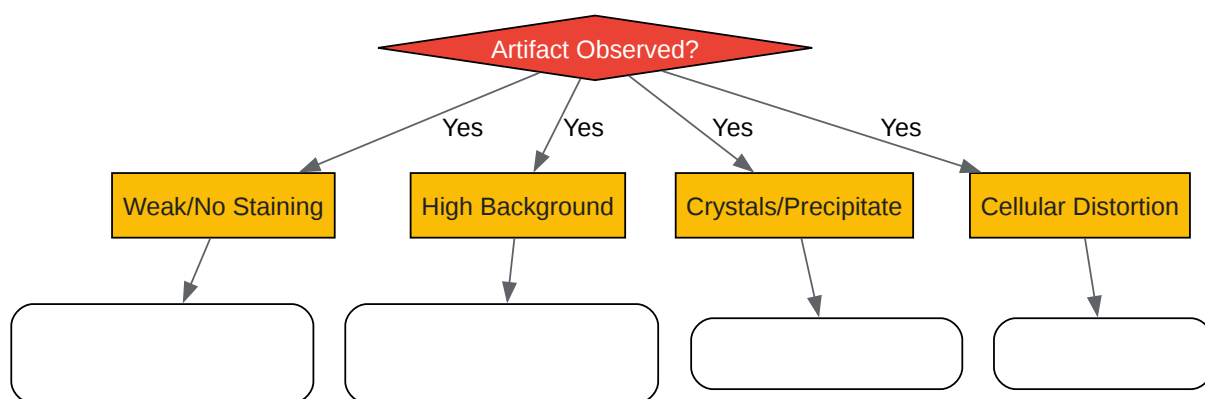 Artifact Observed?
Yes
Yes
Yes
Yes
Weak/No Staining
High Background
Crystals/Precipitate
Cellular Distortion